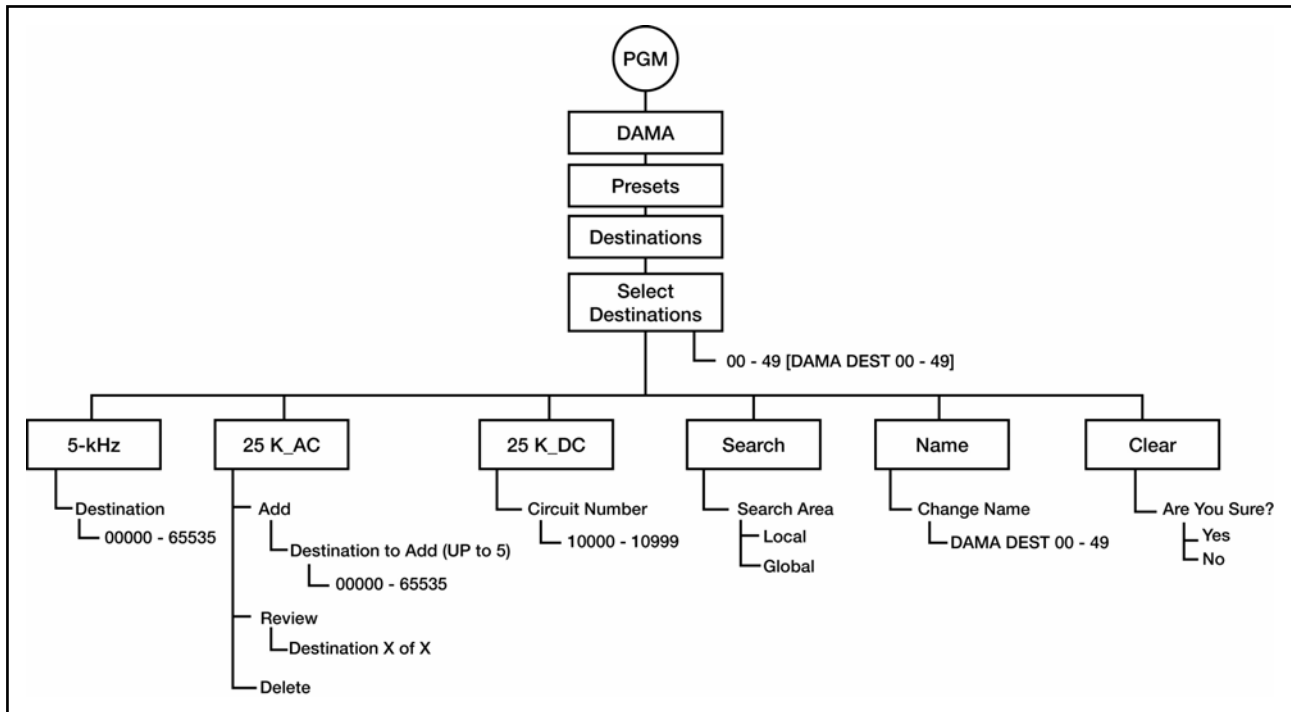 PGM
DAMA
Presets
Destinations
Select
Destinations
00 - 49 [DAMA DEST 00 - 49]
5-kHz
Destination
00000 - 65535
25 K_AC
Add
Destination to Add (UP to 5)
00000 - 65535
Review
Destination X of X
Delete
25 K_DC
Circuit Number
10000 - 10999
Search
Search Area
Local
Global
Name
Change Name
DAMA DEST 00 - 49
Clear
Are You Sure?
Yes
No